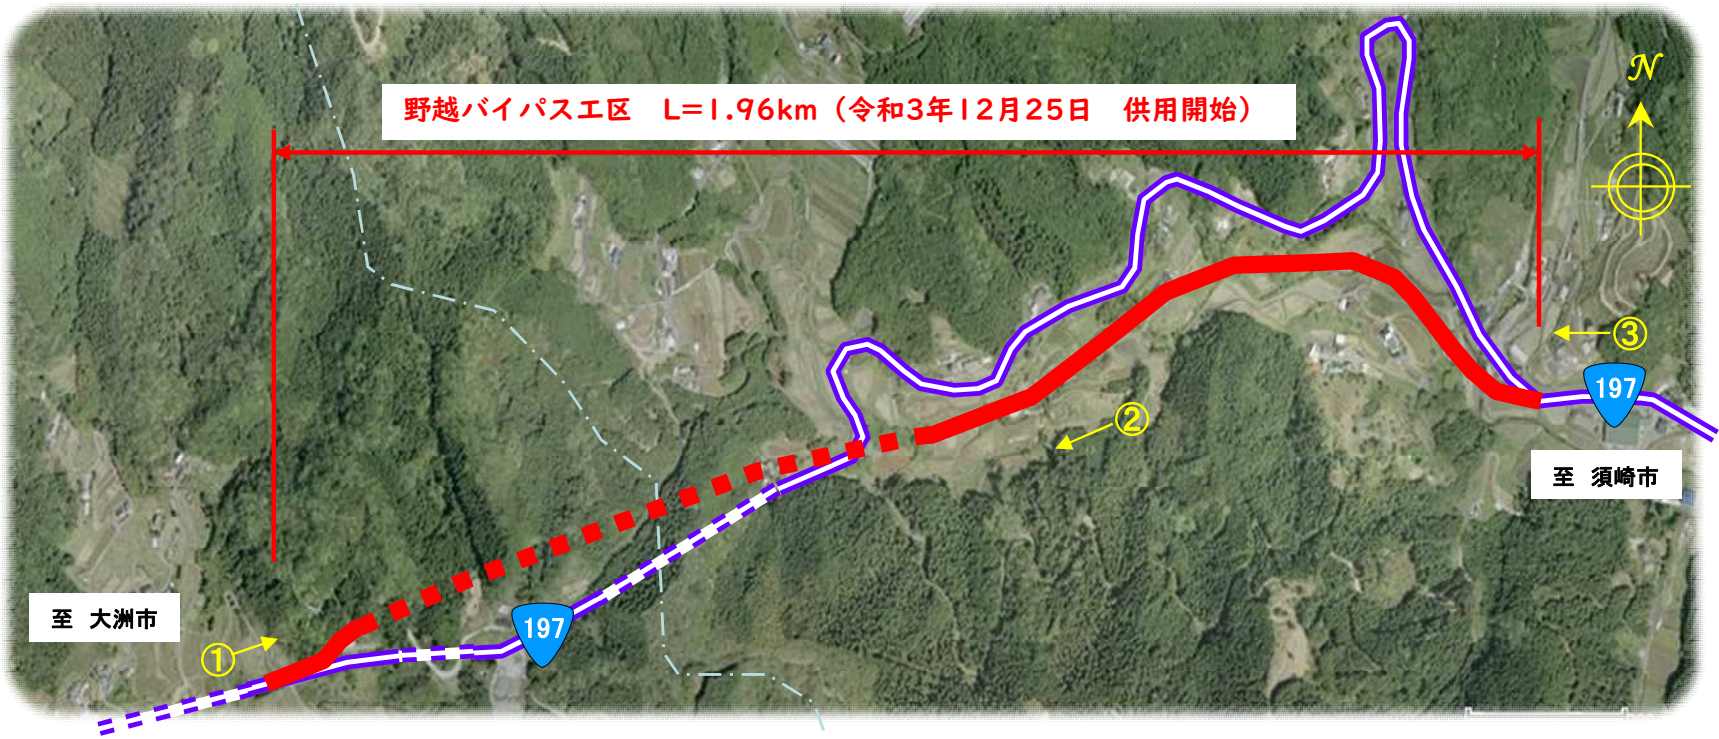 野越バイパス工区　L=1.96km（令和3年12月25日　供用開始）
N
③
197
②
至　須崎市
至　大洲市
197
①